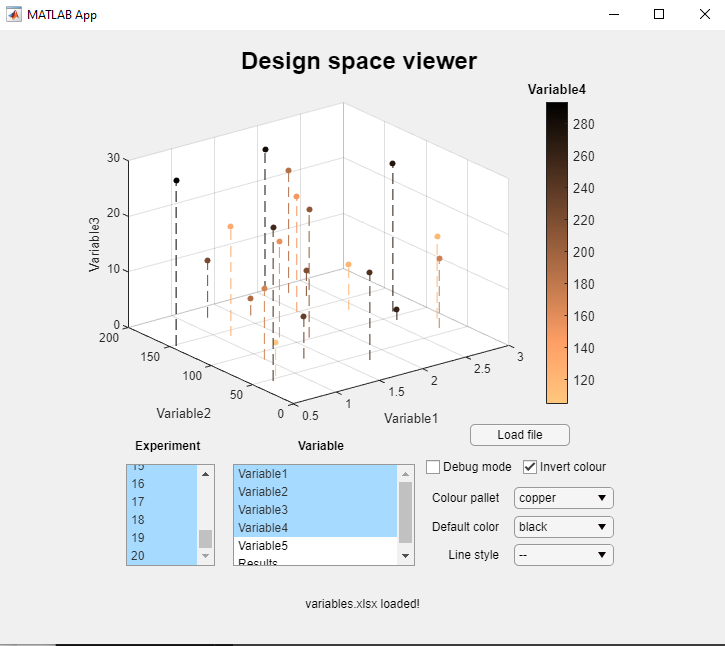 MATLAB App
Design space viewer
Variable4
280
260
240
220
200
180
160
140
120
30
20
10
0
Variable3
200
150
100
50
0
Variable2
0.5
1
1.5
2
2.5
3
Variable1
Load file
Experiment
Variable
15
16
17
18
19
20
Variable1
Variable2
Variable3
Variable4
Variable5
Results
Debug mode
Invert colour
Colour pallet
copper
Default color
black
Line style
--
variables.xlsx loaded!